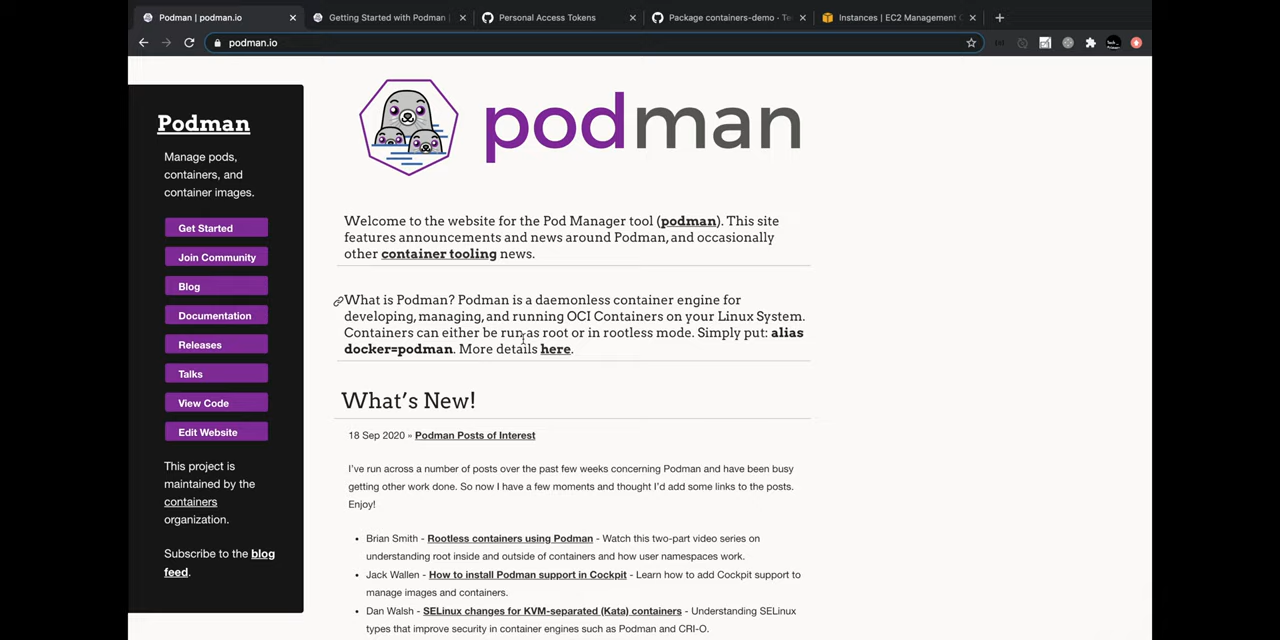 Podman | podman.io
Getting Started with Podman |
Personal Access Tokens
Package containers-demo - Te
Instances | EC2 Management C
podman.io
Podman
Manage pods,
containers, and
container images.
Get Started
Join Community
Blog
Documentation
Releases
Talks
View Code
Edit Website
This project is
maintained by the
containers
organization.
Subscribe to the blog
feed.
podman
Welcome to the website for the Pod Manager tool (podman). This site
features announcements and news around Podman, and occasionally
other container tooling news.
What is Podman? Podman is a daemonless container engine for
developing, managing, and running OCI Containers on your Linux System.
Containers can either be run as root or in rootless mode. Simply put: alias
docker=podman. More details here.
What's New!
18 Sep 2020 » Podman Posts of Interest
I've run across a number of posts over the past few weeks concerning Podman and have been busy
getting other work done. So now I have a few moments and thought I'd add some links to the posts.
Enjoy!
• Brian Smith - Rootless containers using Podman - Watch this two-part video series on
understanding root inside and outside of containers and how user namespaces work.
• Jack Wallen - How to install Podman support in Cockpit - Learn how to add Cockpit support to
manage images and containers.
• Dan Walsh - SELinux changes for KVM-separated (Kata) containers - Understanding SELinux
types that improve security in container engines such as Podman and CRI-O.